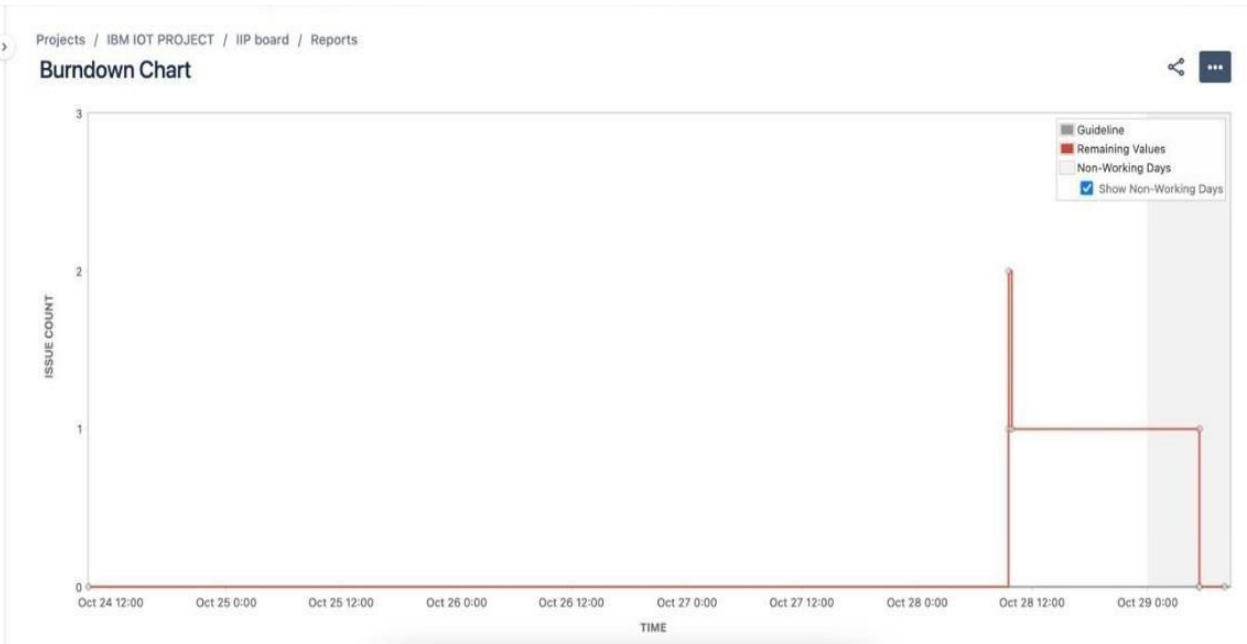 Projects / IBM IOT PROJECT / IIP board / Reports
Burndown Chart
3
Guideline
Remaining Values
Non-Working Days
Show Non-Working Days
2
ISSUE COUNT
1
0
Oct 24 12:00 Oct 25 0:00 Oct 25 12:00 Oct 26 0:00 Oct 26 12:00 Oct 27 0:00 Oct 27 12:00 Oct 28 0:00 Oct 28 12:00 Oct 29 0:00
TIME